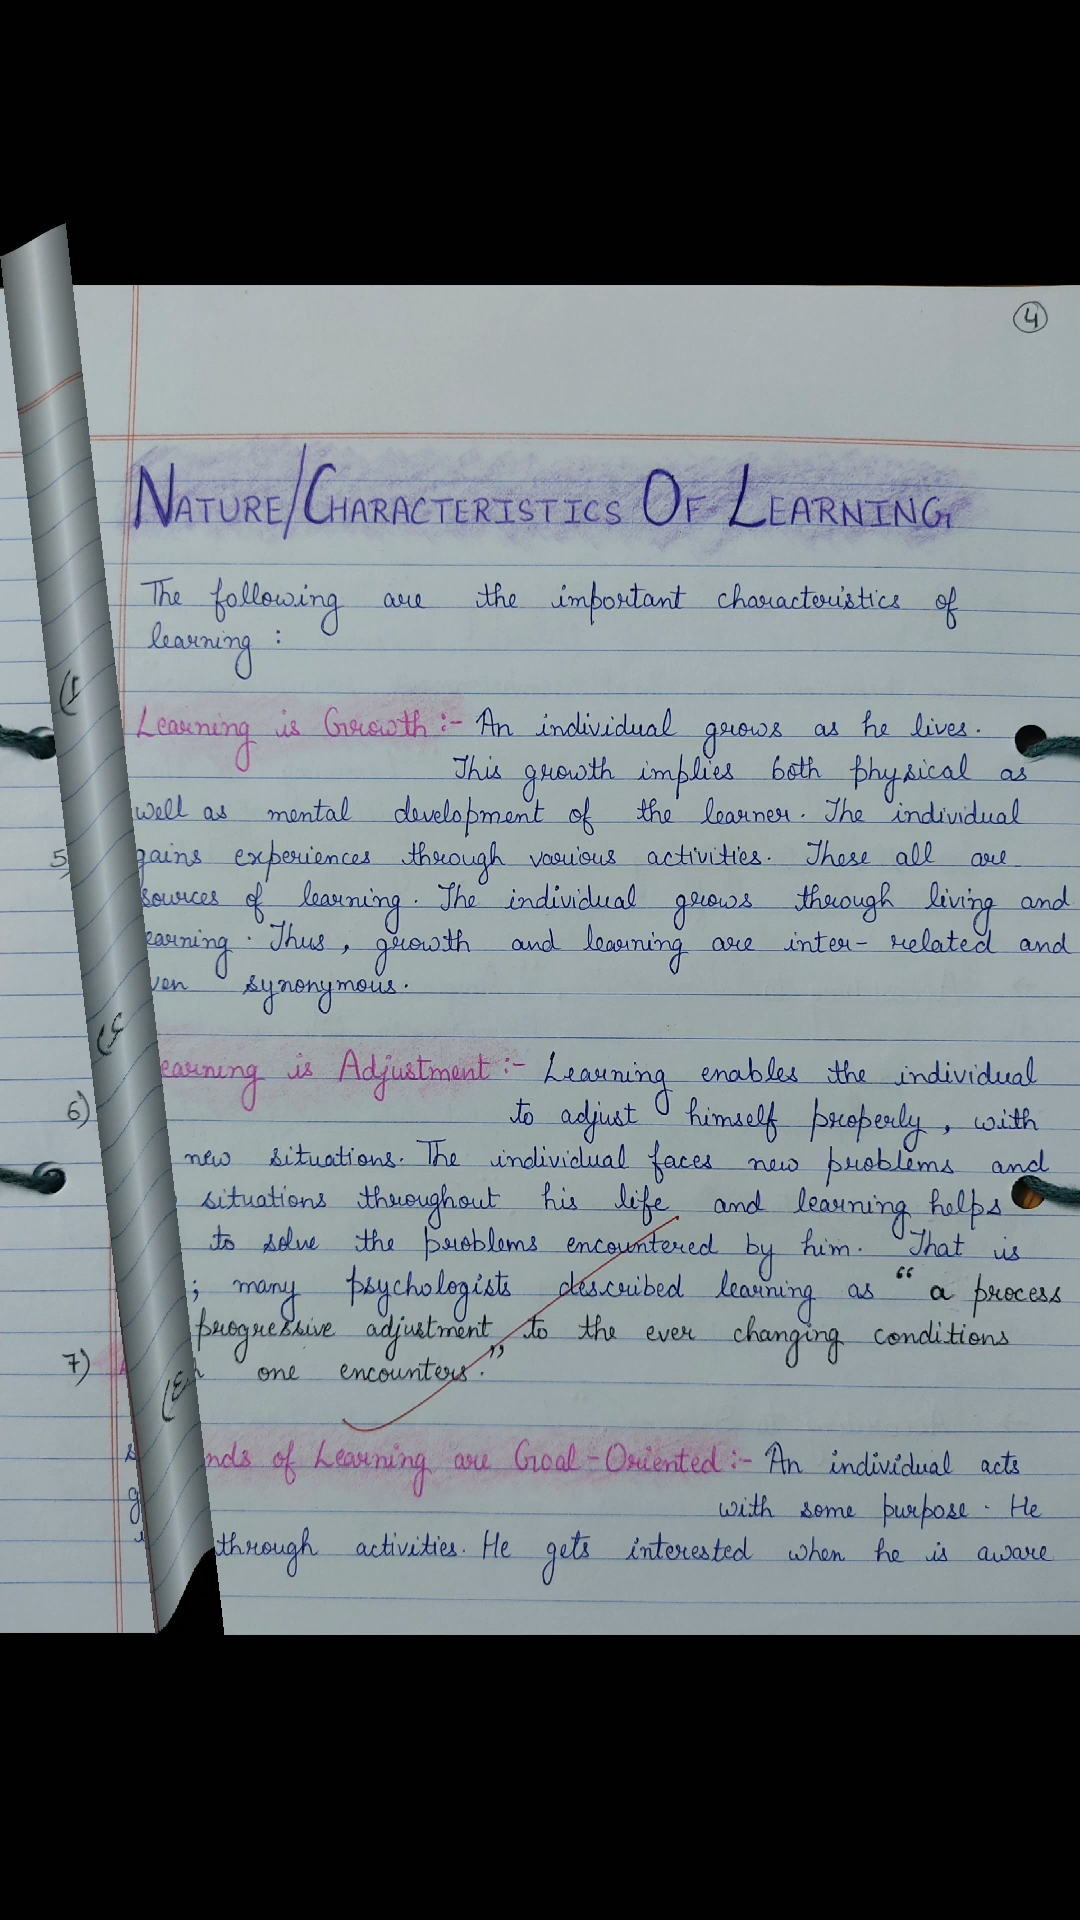 4
NATURE/CHARACTERISTICS OF LEARNING
The following are the important characteristics of
learning :
Learning is Growth :- An individual grows as he lives.
This growth implies both physical as
well as mental development of the learner. The individual
5)
gains experiences through various activities. These all are
sources of learning. The individual grows through living and
earning. Thus, growth and learning are inter-related and
ven synonymous.
earning is Adjustment :- Learning enables the individual
6)
to adjust himself properly, with
new situations. The individual faces new problems and
situations throughout his life and learning helps
to solve the problems encountered by him. That is
; many psychologists described learning as "a process
progressive adjustment to the ever changing conditions
7)
one encounters."
nds of Learning are Goal-Oriented :- An individual acts
with some purpose. He
through activities. He gets interested when he is aware